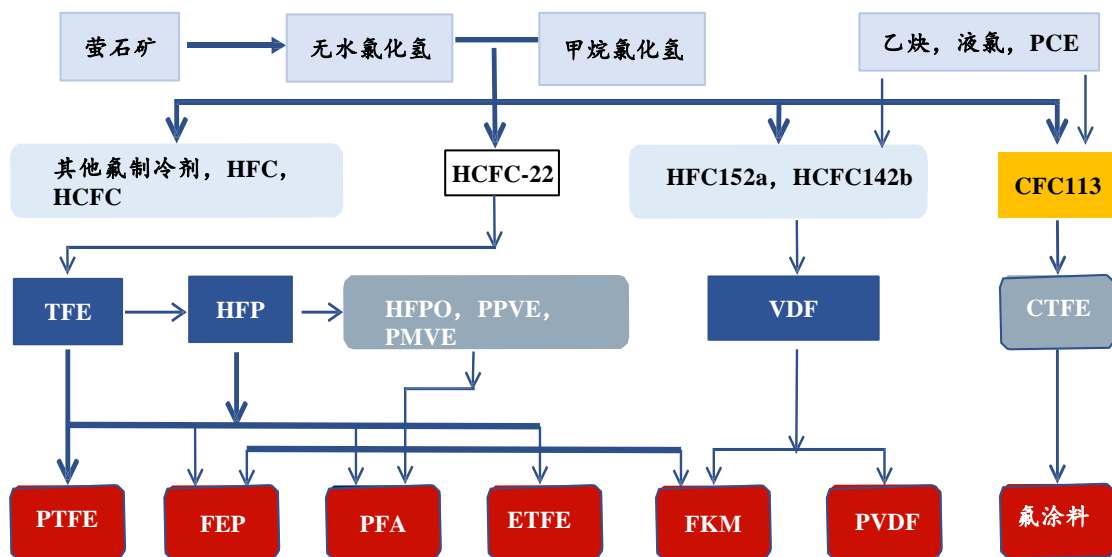 萤石矿
无水氯化氢
甲烷氯化氢
乙炔，液氯，PCE
其他氟制冷剂，HFC，
HCFC
HCFC-22
HFC152a，HCFC142b
CFC113
TFE
HFP
HFPO，PPVE，
PMVE
VDF
CTFE
PTFE
FEP
PFA
ETFE
FKM
PVDF
氟涂料